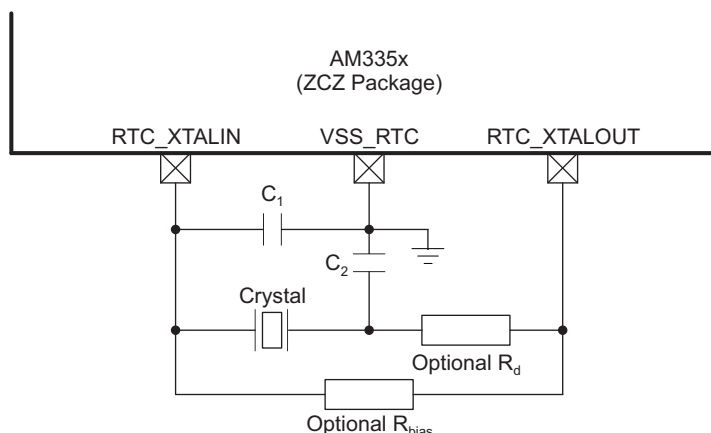 AM335x
(ZCZ Package)
RTC_XTALIN VSS_RTC RTC_XTALOUT
C1
C2
Crystal
Optional Rd
Optional Rbias